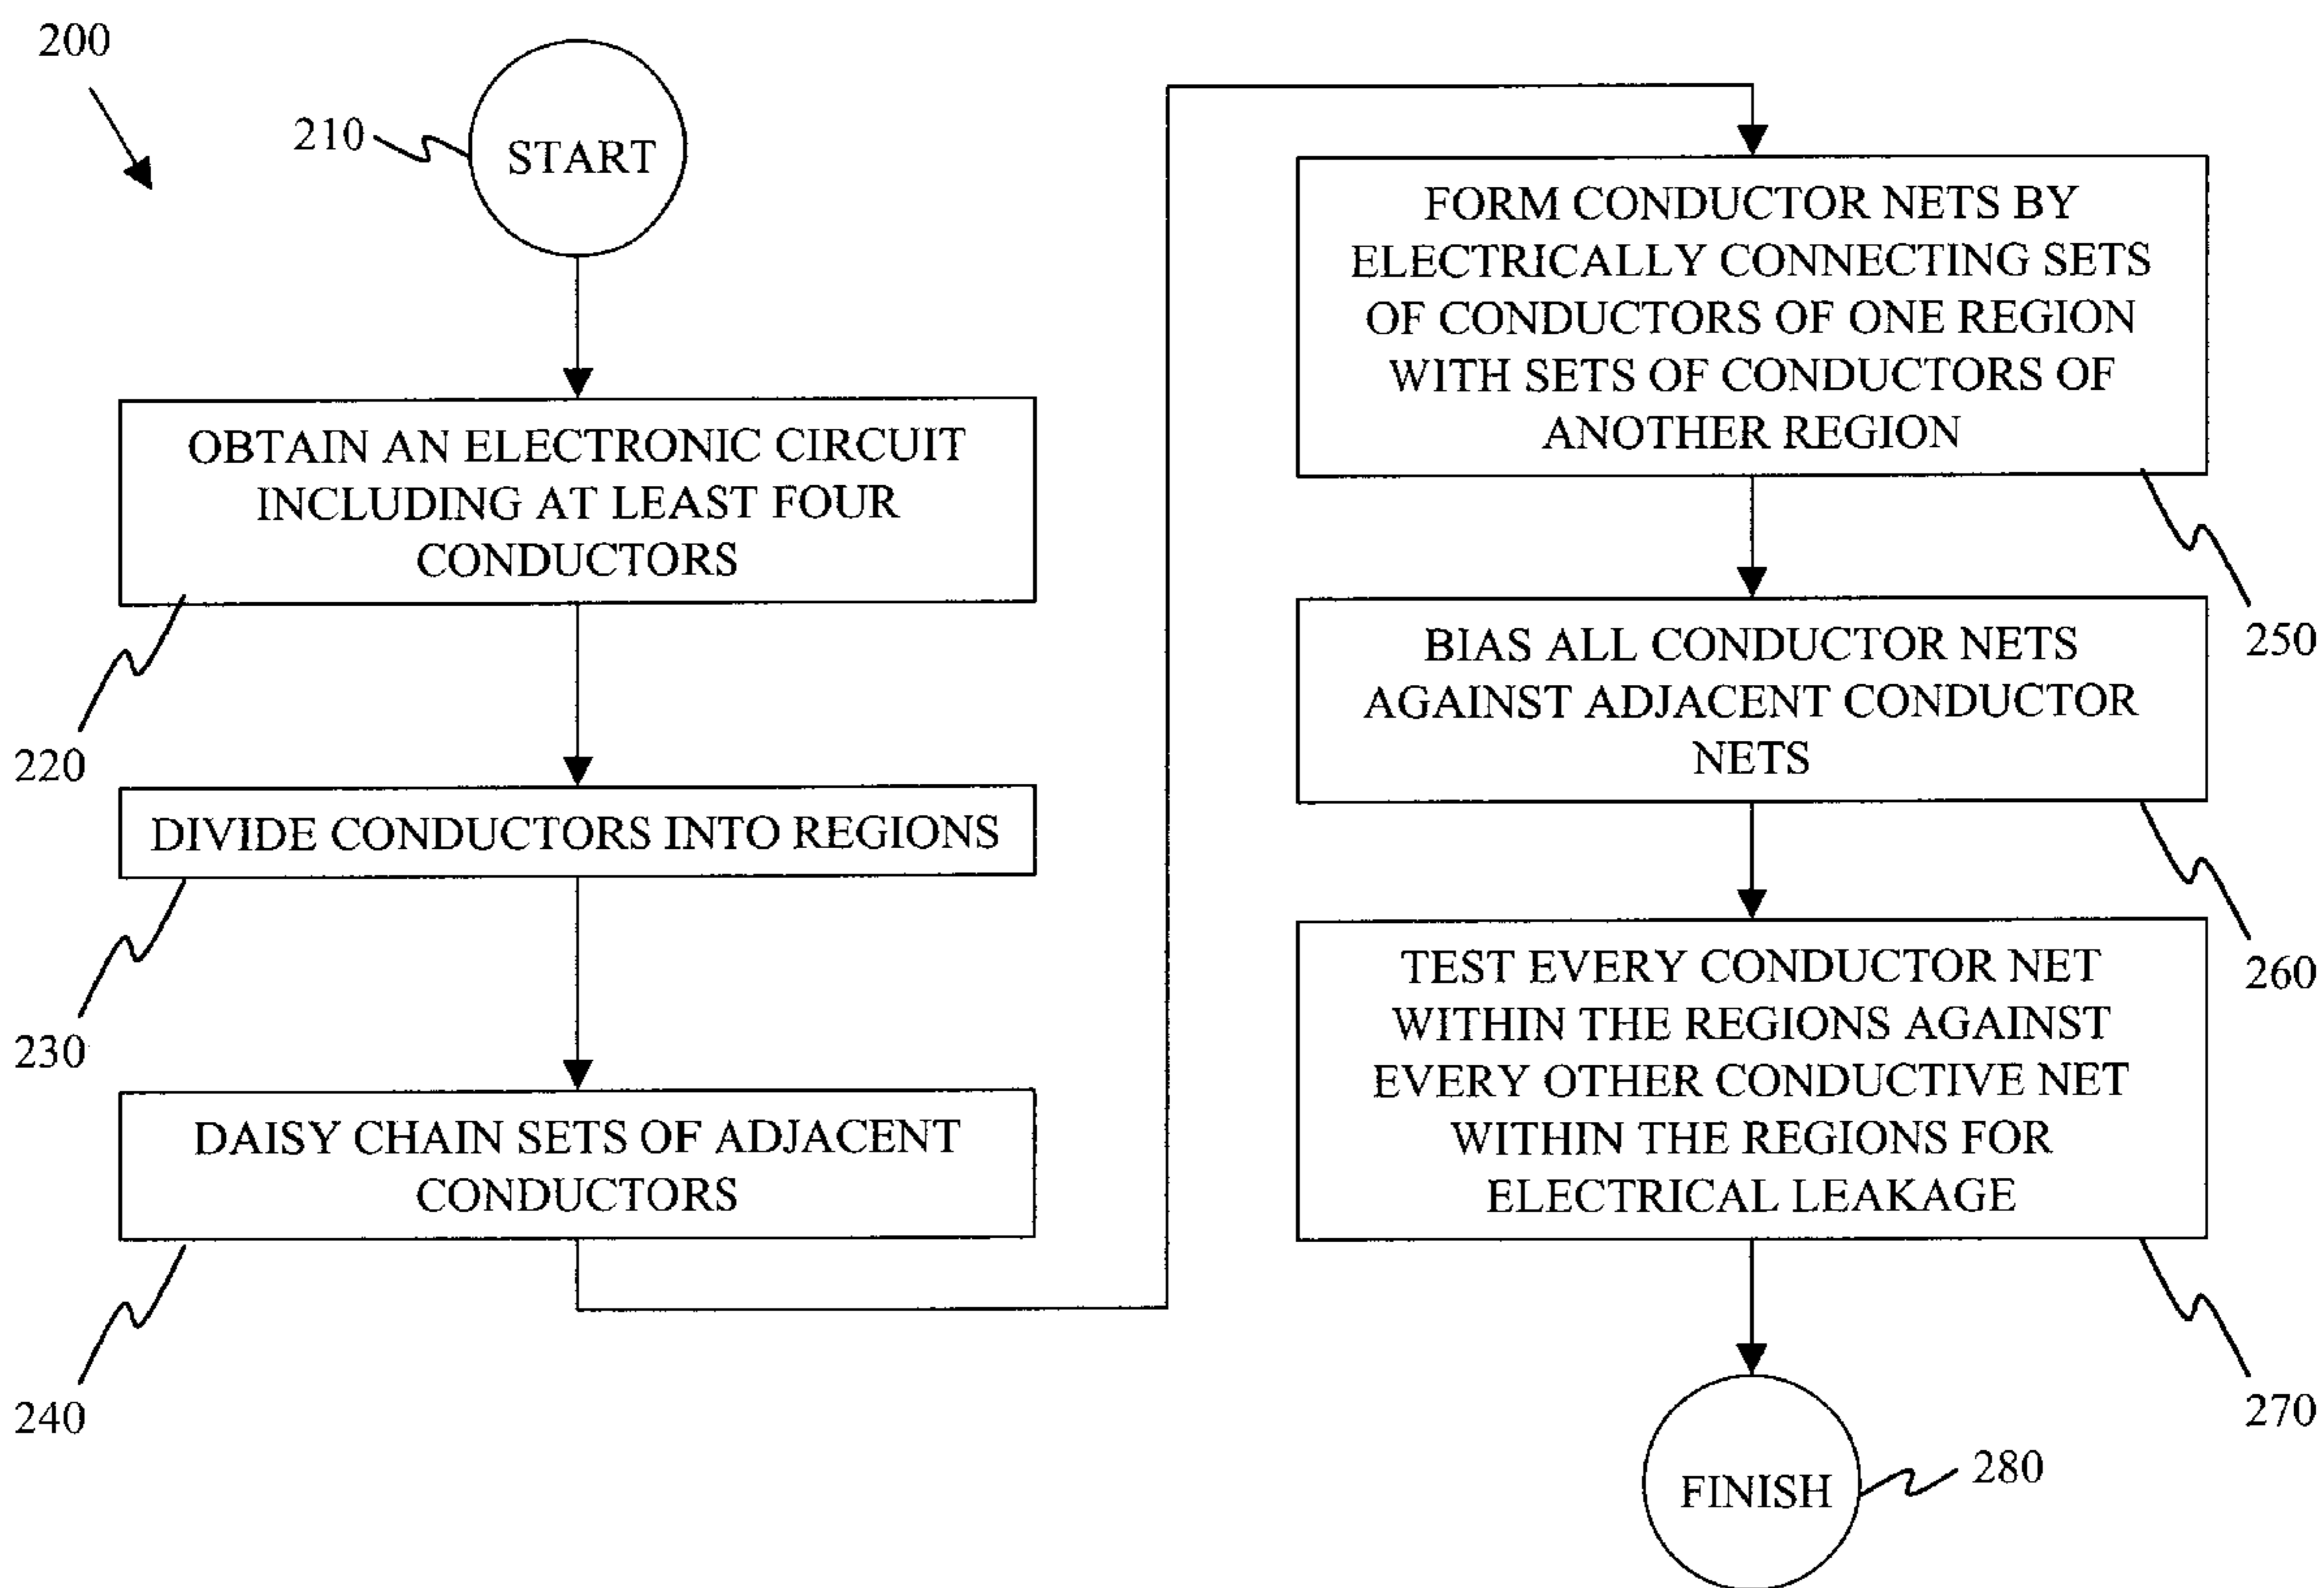 200
210
START
OBTAIN AN ELECTRONIC CIRCUIT
INCLUDING AT LEAST FOUR
CONDUCTORS
220
DIVIDE CONDUCTORS INTO REGIONS
230
DAISY CHAIN SETS OF ADJACENT
CONDUCTORS
240
FORM CONDUCTOR NETS BY
ELECTRICALLY CONNECTING SETS
OF CONDUCTORS OF ONE REGION
WITH SETS OF CONDUCTORS OF
ANOTHER REGION
250
BIAS ALL CONDUCTOR NETS
AGAINST ADJACENT CONDUCTOR
NETS
260
TEST EVERY CONDUCTOR NET
WITHIN THE REGIONS AGAINST
EVERY OTHER CONDUCTIVE NET
WITHIN THE REGIONS FOR
ELECTRICAL LEAKAGE
270
FINISH
280